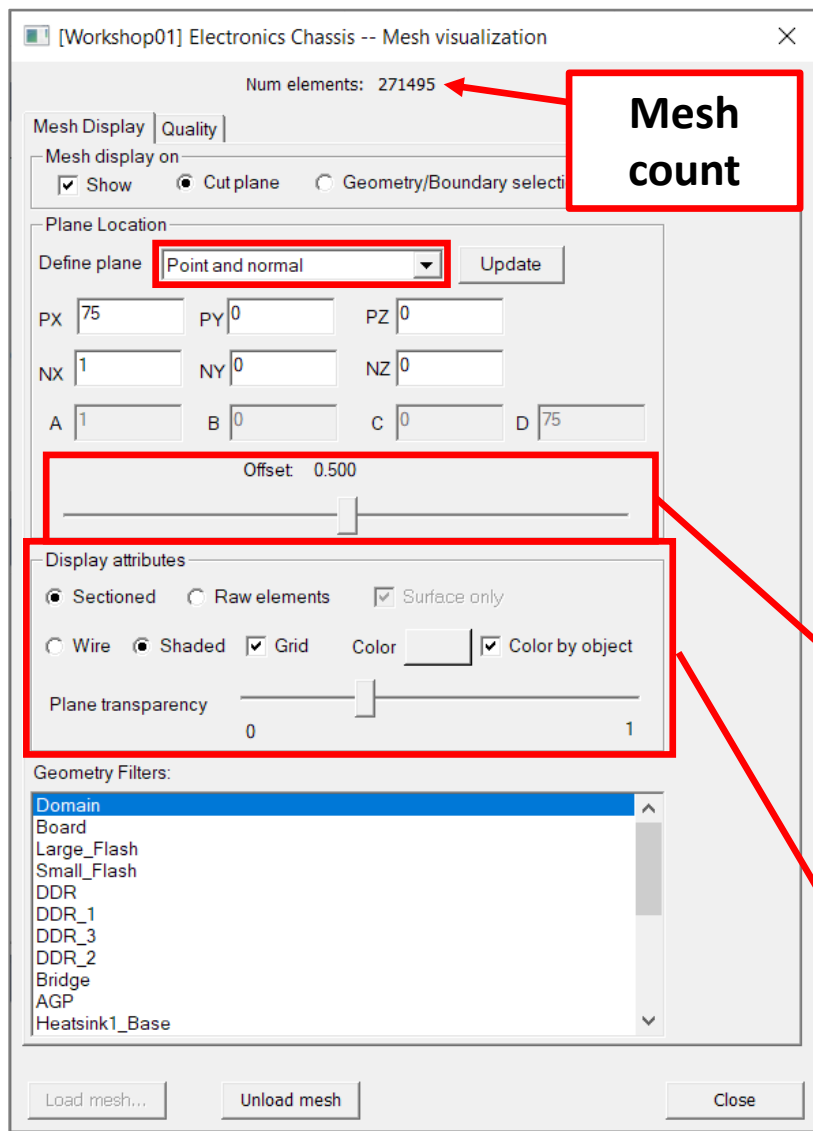 [Workshop01] Electronics Chassis -- Mesh visualization
Num elements: 271495
Mesh
count
Mesh Display Quality
Mesh display on
Show Cut plane Geometry/Boundary selecti
Plane Location
Define plane Point and normal Update
PX 75 PY 0 PZ 0
NX 1 NY 0 NZ 0
A 1 B 0 C 0 D 75
Offset 0.500
Display attributes
Sectioned Raw elements Surface only
Wire Shaded Grid Color Color by object
Plane transparency
0 1
Geometry Filters:
Domain
Board
Large_Flash
Small_Flash
DDR
DDR_1
DDR_3
DDR_2
Bridge
AGP
Heatsink1_Base
Load mesh... Unload mesh Close